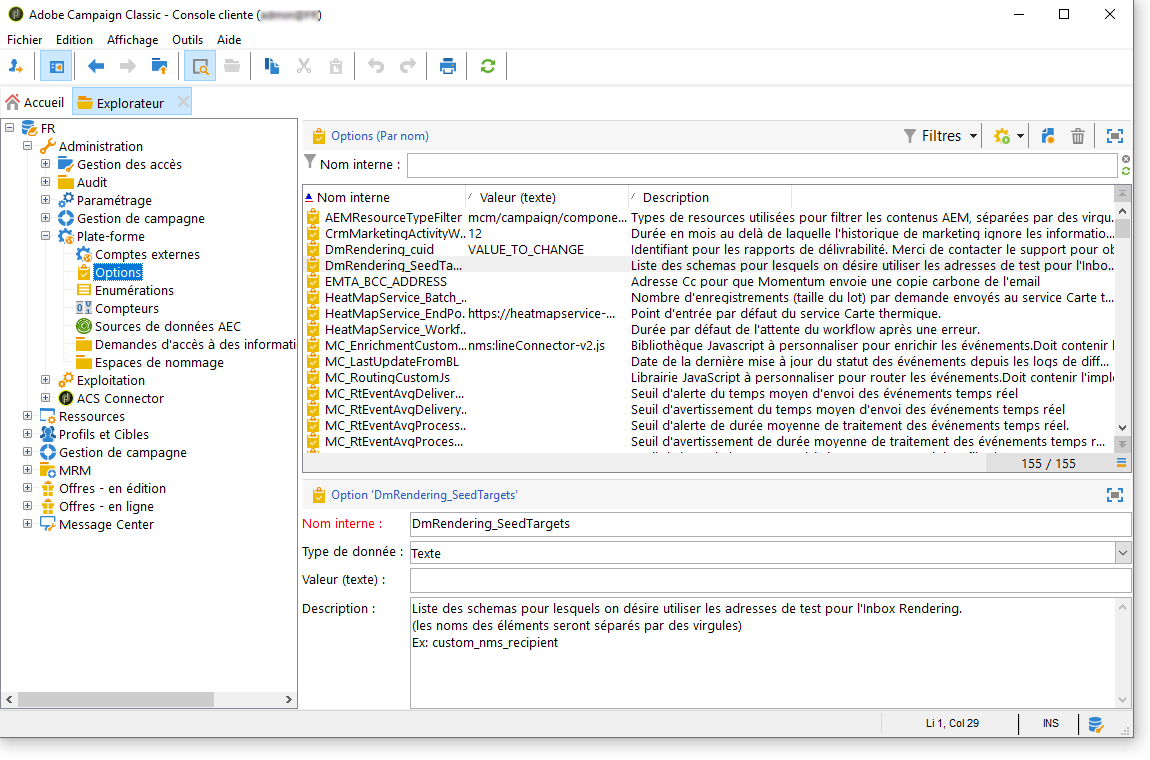 Adobe Campaign Classic - Console cliente (
Fichier Edition Affichage Outils Aide
Accueil Explorateur
FR
Administration
Gestion des accès
Audit
Paramétrage
Gestion de campagne
Plate-forme
Comptes externes
Options
Enumérations
Compteurs
Sources de données AEC
Demandes d'accès à des informati
Espaces de nommage
Exploitation
ACS Connector
Ressources
Profils et Cibles
Gestion de campagne
MRM
Offres - en édition
Offres - en ligne
Message Center
Options (Par nom) Filtres
Nom interne :
Nom interne Valeur (texte) Description
AEMResourceTypeFilter mcm/campaign/compone... Types de resources utilisées pour filtrer les contenus AEM, séparées par des virgu...
CrmMarketingActivityW.. 12 Durée en mois au delà de laquelle l'historique de marketing ignore les informatio...
DmRendering_cuid VALUE_TO_CHANGE Identifiant pour les rapports de délivrabilité. Merci de contacter le support pour ob
DmRendering_SeedTa... Liste des schemas pour lesquels on désire utiliser les adresses de test pour l'Inbo...
EMTA_BCC_ADDRESS Adresse Cc pour que Momentum envoie une copie carbone de l'email
HeatMapService_Batch_.. Nombre d'enregistrements (taille du lot) par demande envoyés au service Carte t...
HeatMapService_EndPo.. https://heatmapservice-... Point d'entrée par défaut du service Carte thermique.
HeatMapService_Workf.. Durée par défaut de l'attente du workflow après une erreur.
MC_EnrichmentCustom... nms:lineConnector-v2.js Bibliothèque Javascript à personnaliser pour enrichir les événements.Doit contenir l
MC_LastUpdateFromBL Date de la dernière mise à jour du statut des événements depuis les logs de diff...
MC_RoutingCustomJs Librairie JavaScript à personnaliser pour router les événements.Doit contenir l'implé
MC_RtEventAvgDeliver... Seuil d'alerte du temps moyen d'envoi des événements temps réel
MC_RtEventAvgDelivery.. Seuil d'avertissement du temps moyen d'envoi des événements temps réel
MC_RtEventAvgProcess.. Seuil d'alerte de durée moyenne de traitement des événements temps réel.
MC_RtEventAvgProces... Seuil d'avertissement de durée moyenne de traitement des événements temps r...
155 / 155
Option 'DmRendering_SeedTargets'
Nom interne : DmRendering_SeedTargets
Type de donnée : Texte
Valeur (texte) :
Description : Liste des schemas pour lesquels on désire utiliser les adresses de test pour l'Inbox Rendering.
(les noms des éléments seront séparés par des virgules)
Ex: custom_nms_recipient
Li 1, Col 29 INS